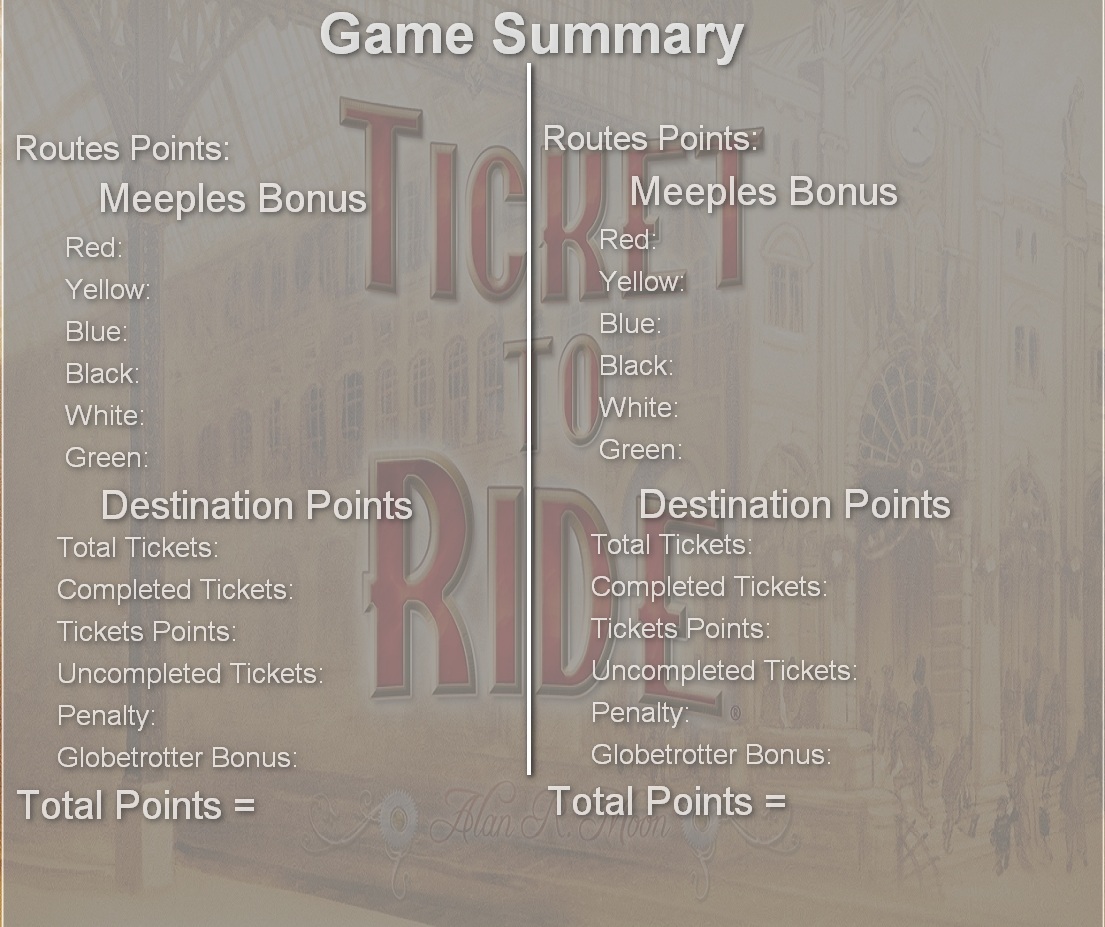 Game Summary
Routes Points:
Meeples Bonus
Red:
Yellow:
Blue:
Black:
White:
Green:
Destination Points
Total Tickets:
Completed Tickets:
Tickets Points:
Uncompleted Tickets:
Penalty:
Globetrotter Bonus:
Total Points =
Routes Points:
Meeples Bonus
Red:
Yellow:
Blue:
Black:
White:
Green:
Destination Points
Total Tickets:
Completed Tickets:
Tickets Points:
Uncompleted Tickets:
Penalty:
Globetrotter Bonus:
Total Points =
TICKET
TO
RIDE®
Alan R. Moon